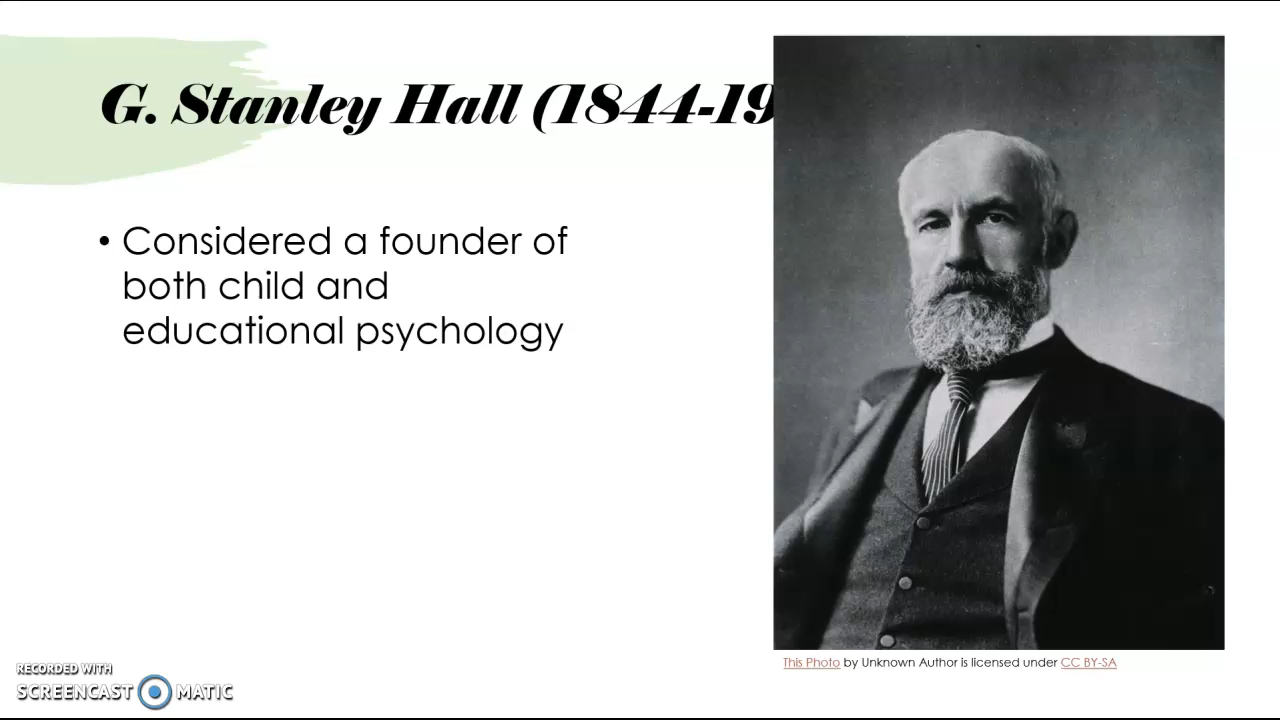 G. Stanley Hall (1844-19
• Considered a founder of
both child and
educational psychology
This Photo by Unknown Author is licensed under CC BY-SA
RECORDED WITH
SCREENCAST MATIC